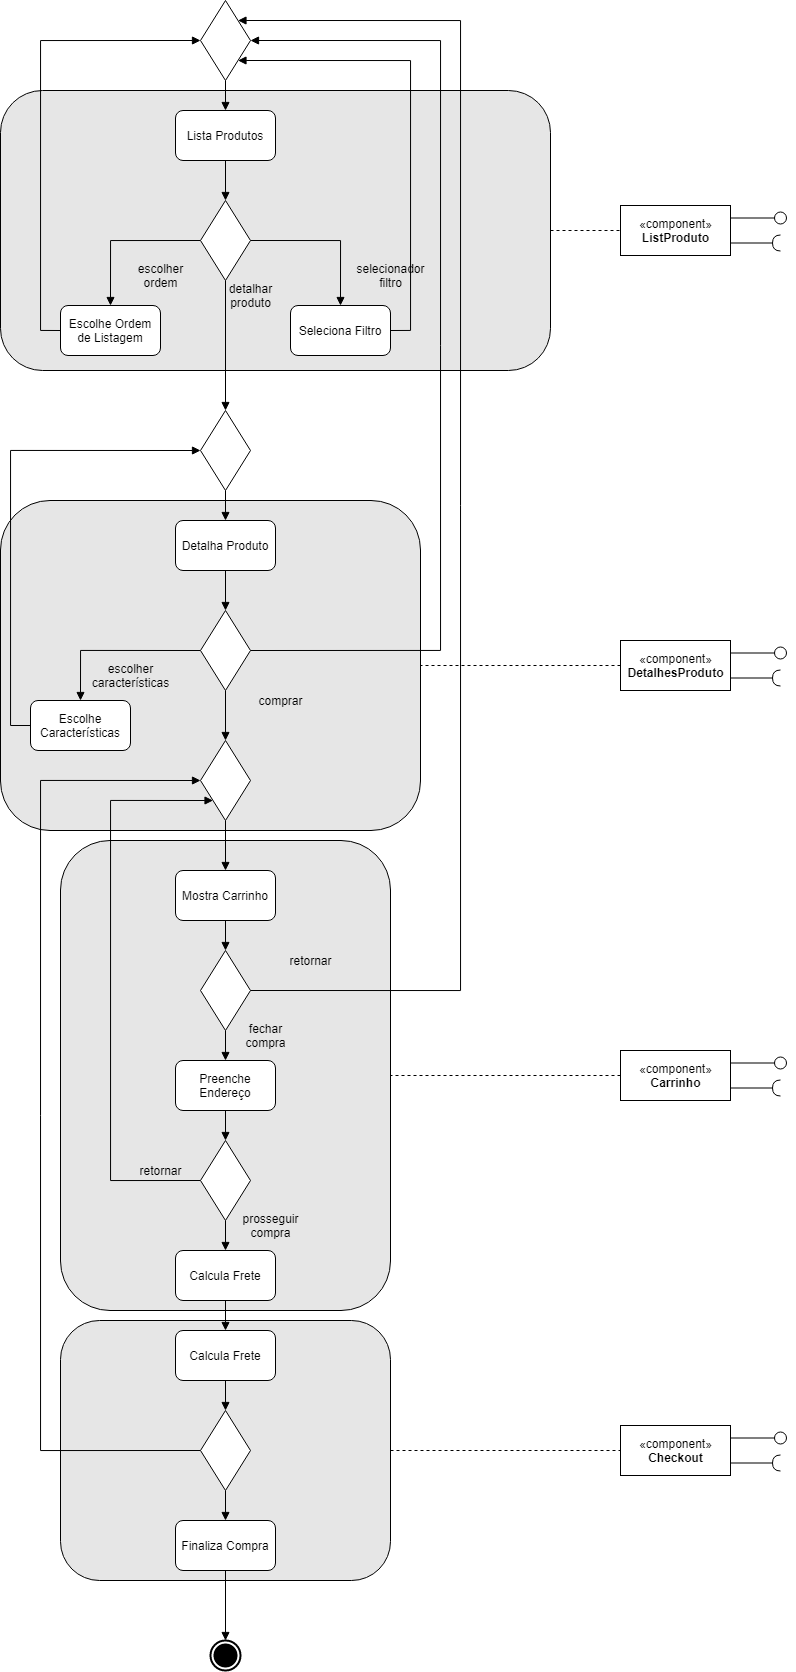 Lista Produtos
«component»
ListProduto
escolher
ordem
detalhar
produto
selecionador
filtro
Escolhe Ordem
de Listagem
Seleciona Filtro
Detalha Produto
escolher
características
«component»
DetalhesProduto
comprar
Escolhe
Características
Mostra Carrinho
retornar
fechar
compra
Preenche
Endereço
«component»
Carrinho
retornar
prosseguir
compra
Calcula Frete
Calcula Frete
«component»
Checkout
Finaliza Compra